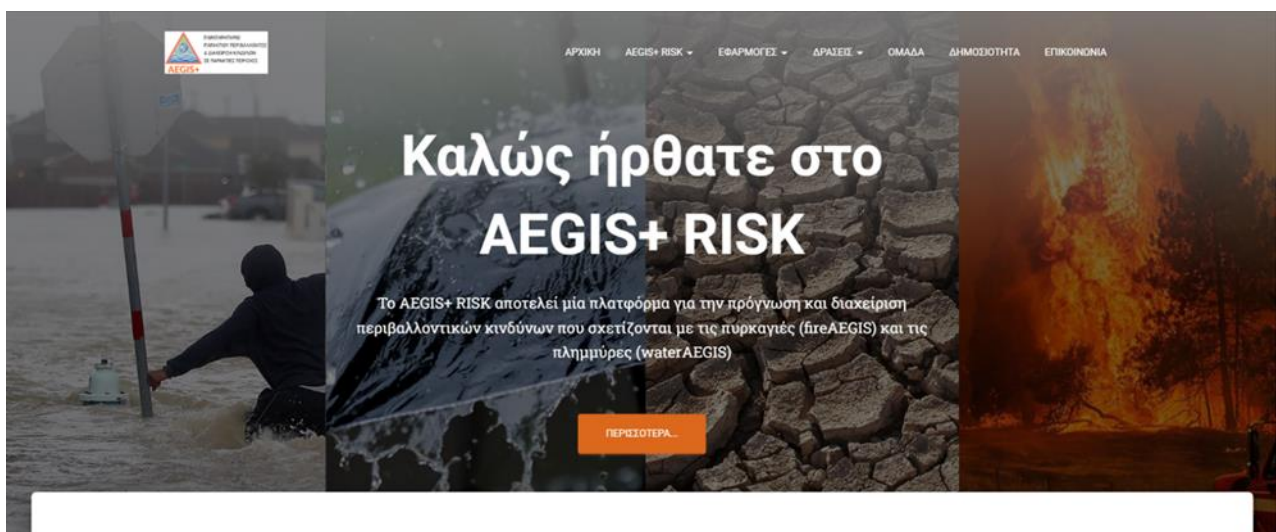 AEGIS+
ΑΡΧΙΚΗ AEGIS+ RISK ΕΦΑΡΜΟΓΕΣ ΔΡΑΣΕΙΣ ΟΜΑΔΑ ΔΗΜΟΣΙΟΤΗΤΑ ΕΠΙΚΟΙΝΩΝΙΑ
Καλώς ήρθατε στο
AEGIS+ RISK
Το AEGIS+ RISK αποτελεί μία πλατφόρμα για την πρόγνωση και διαχείριση
περιβαλλοντικών κινδύνων που σχετίζονται με τις πυρκαγιές (fireAEGIS) και τις
πλημμύρες (waterAEGIS)
ΠΕΡΙΣΣΟΤΕΡΑ...